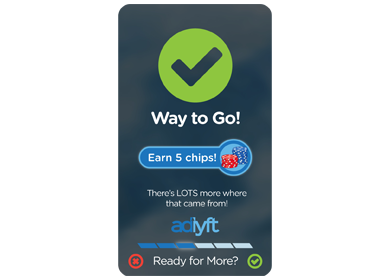 Way to Go!
Earn 5 chips!
There's LOTS more where
that came from!
adlyft
Ready for More?